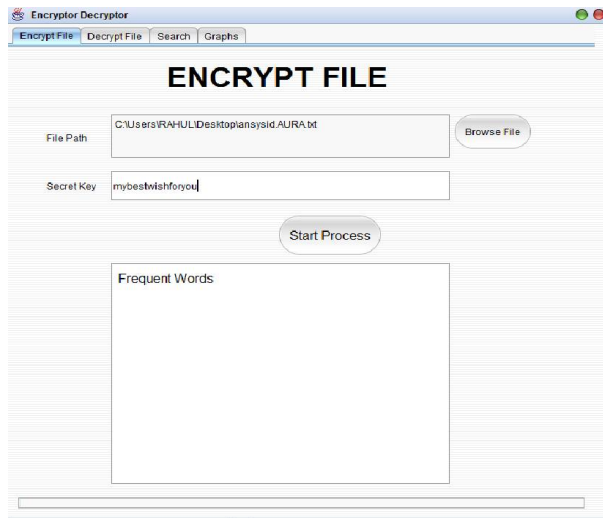 Encryptor Decryptor
Encrypt File Decrypt File Search Graphs
ENCRYPT FILE
File Path C:\Users\RAHUL\Desktop\ansysid.AURA.txt Browse File
Secret Key mybestwishforyou
Start Process
Frequent Words